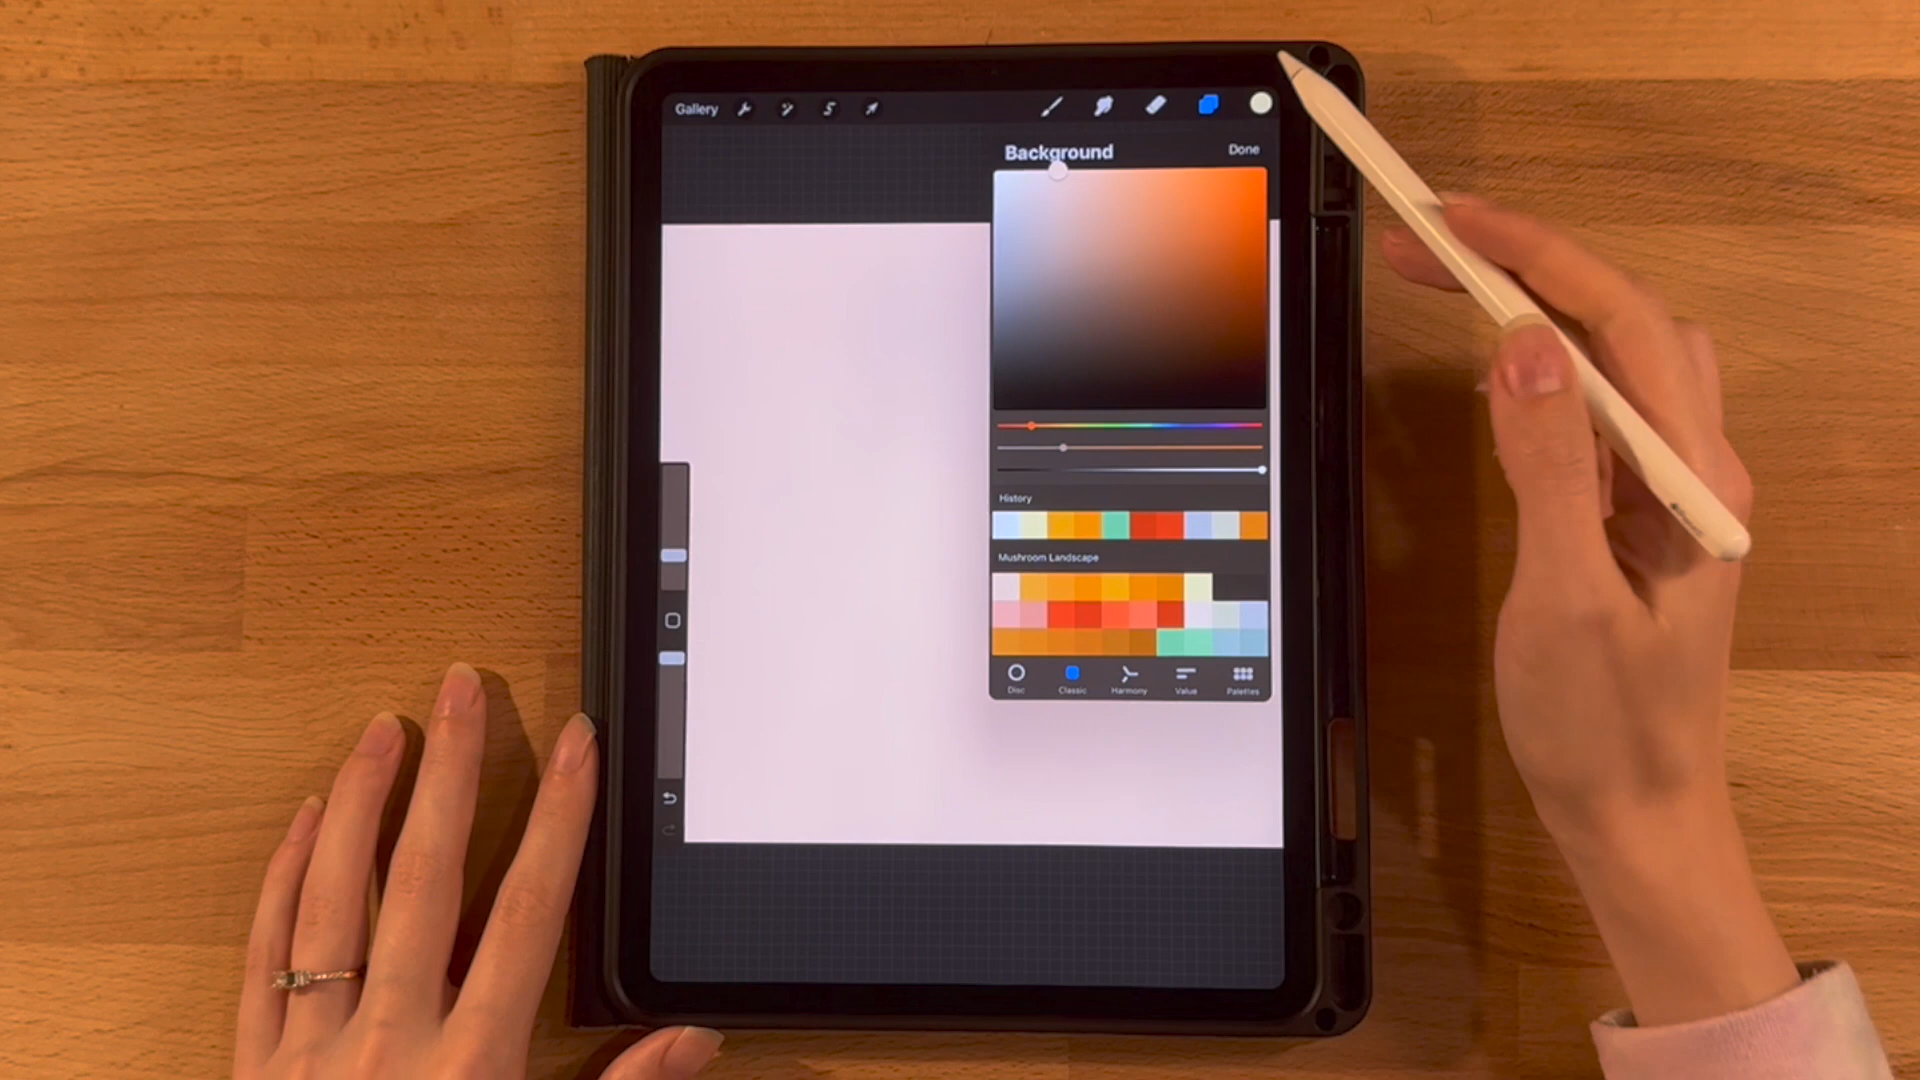 Gallery
Background
Done
History
Mushroom Landscape
Disc
Classic
Harmony
Value
Palettes